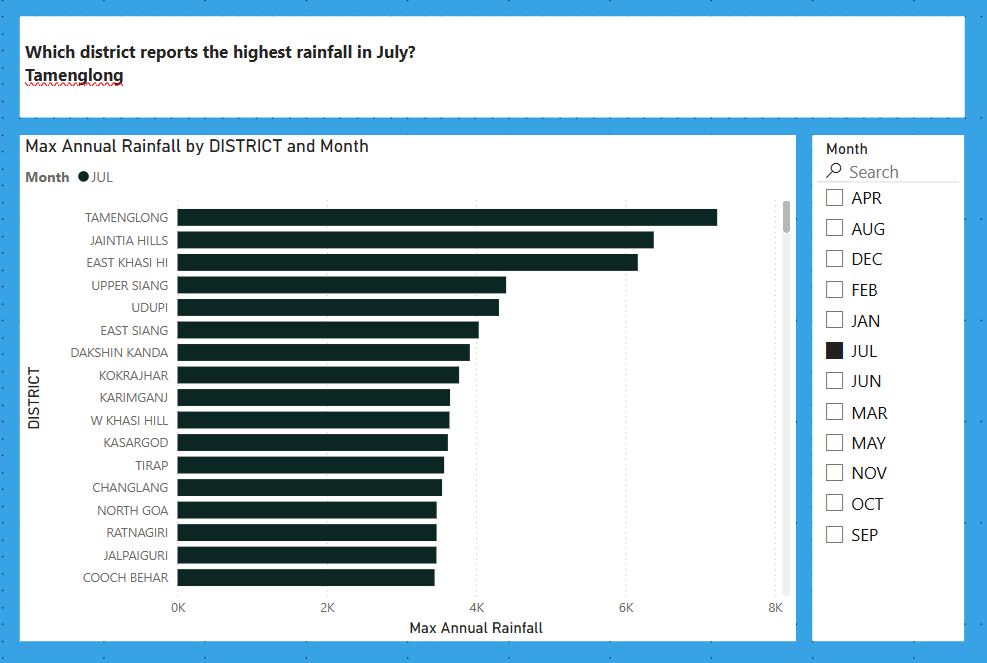 Which district reports the highest rainfall in July?
Tamenglong
Max Annual Rainfall by DISTRICT and Month
Month JUL
TAMENGLONG
JAINTIA HILLS
EAST KHASI HI
UPPER SIANG
UDUPI
EAST SIANG
DAKSHIN KANDA
KOKRAJHAR
KARIMGANJ
W KHASI HILL
KASARGOD
TIRAP
CHANGLANG
NORTH GOA
RATNAGIRI
JALPAIGURI
COOCH BEHAR
DISTRICT
0K 2K 4K 6K 8K
Max Annual Rainfall
Month
Search
APR
AUG
DEC
FEB
JAN
JUL
JUN
MAR
MAY
NOV
OCT
SEP